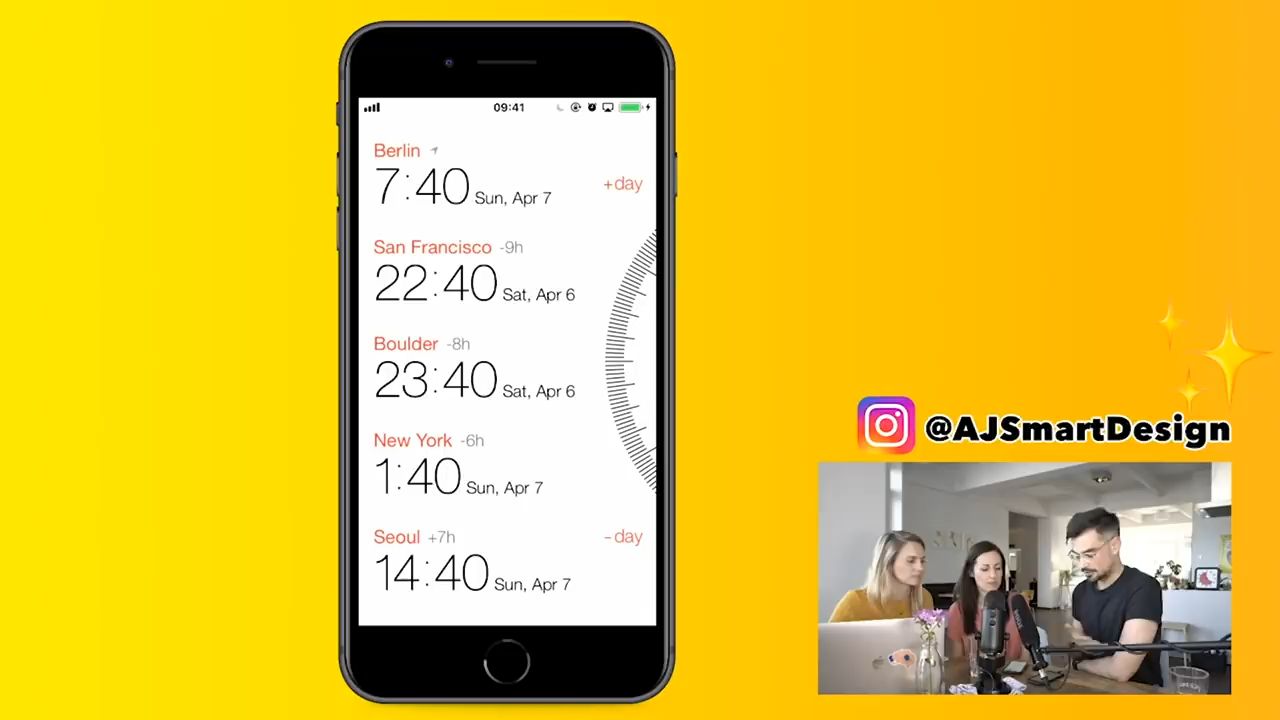 09:41
Berlin
7:40 Sun, Apr 7
+day
San Francisco -9h
22:40 Sat, Apr 6
Boulder -8h
23:40 Sat, Apr 6
New York -6h
1:40 Sun, Apr 7
Seoul +7h
-day
14:40 Sun, Apr 7
@AJSmartDesign